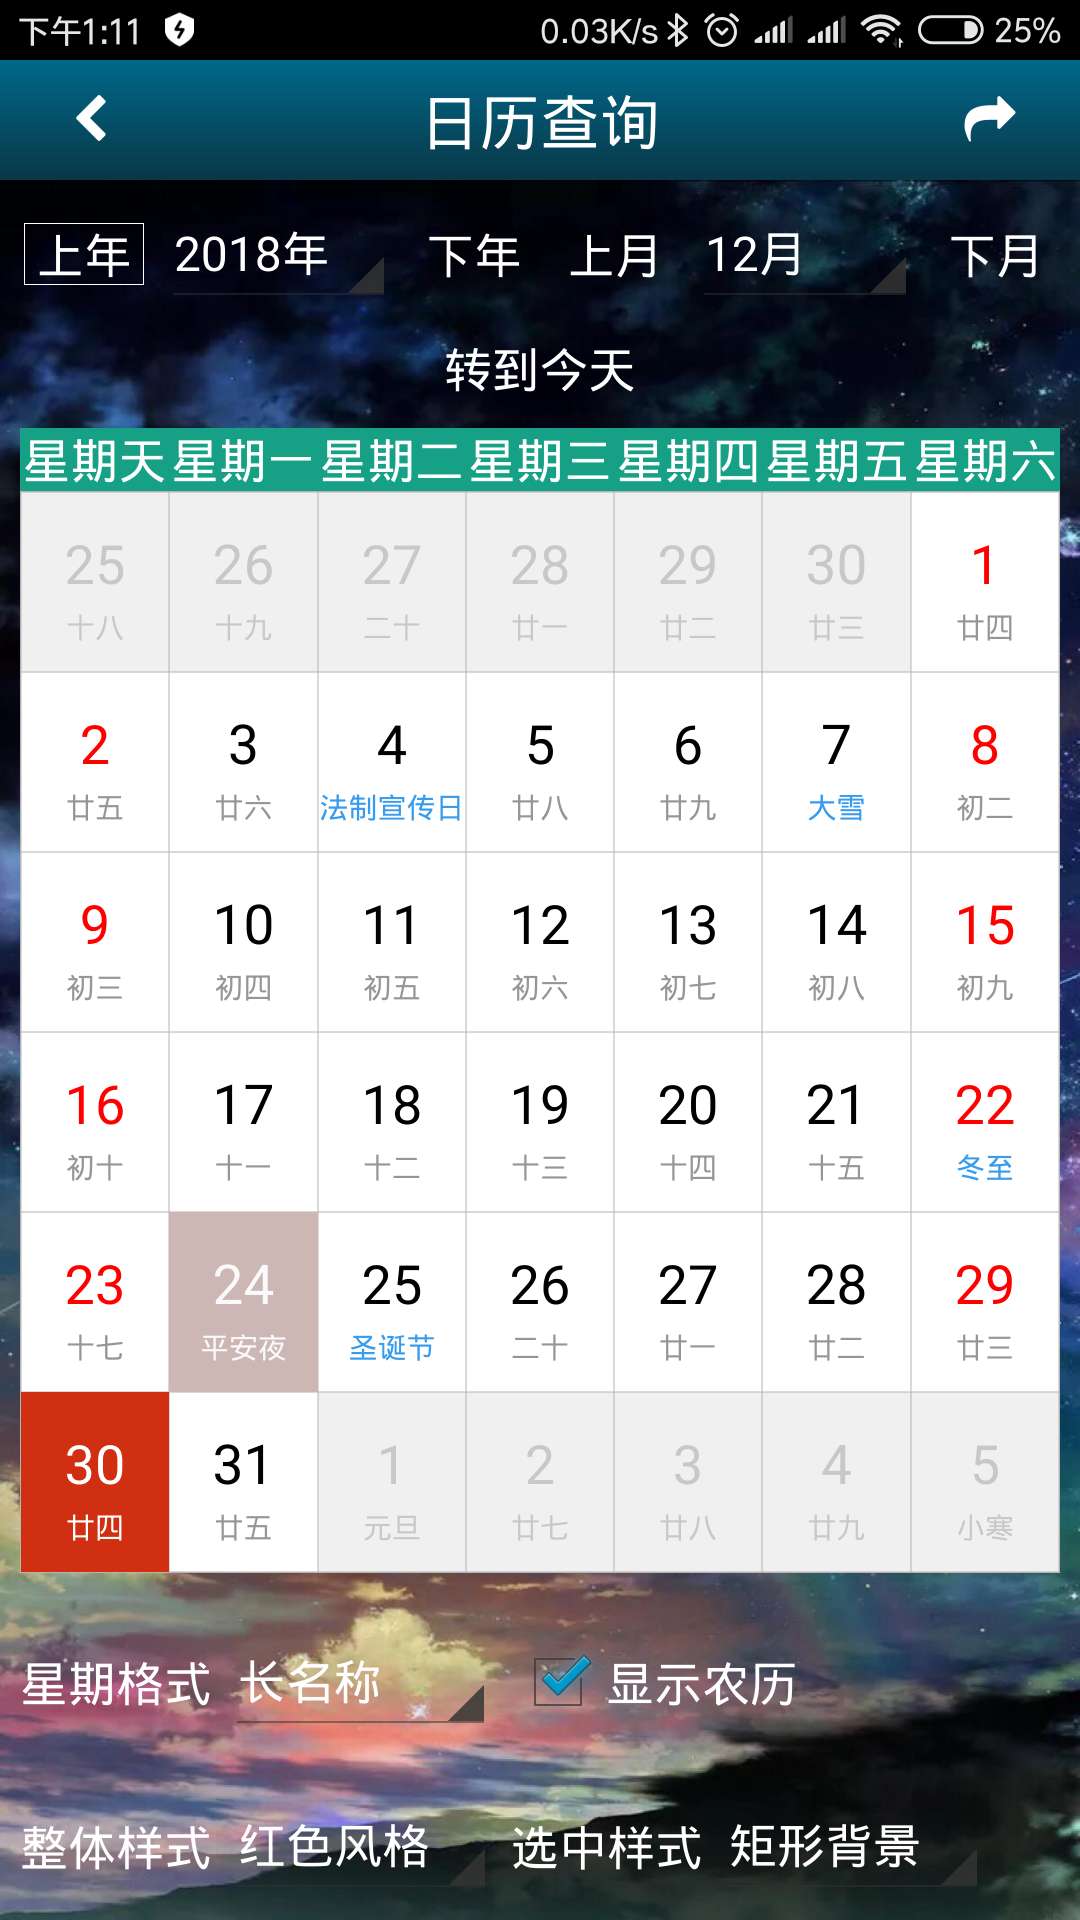 下午1:11 0.03K/s 25%
日历查询
上年 2018年 下年 上月 12月 下月
转到今天
星期天 星期一 星期二 星期三 星期四 星期五 星期六
25 26 27 28 29 30 1
十八 十九 二十 廿一 廿二 廿三 廿四
2 3 4 5 6 7 8
廿五 廿六 法制宣传日 廿八 廿九 大雪 初二
9 10 11 12 13 14 15
初三 初四 初五 初六 初七 初八 初九
16 17 18 19 20 21 22
初十 十一 十二 十三 十四 十五 冬至
23 24 25 26 27 28 29
十七 平安夜 圣诞节 二十 廿一 廿二 廿三
30 31 1 2 3 4 5
廿四 廿五 元旦 廿七 廿八 廿九 小寒
星期格式 长名称 显示农历
整体样式 红色风格 选中样式 矩形背景